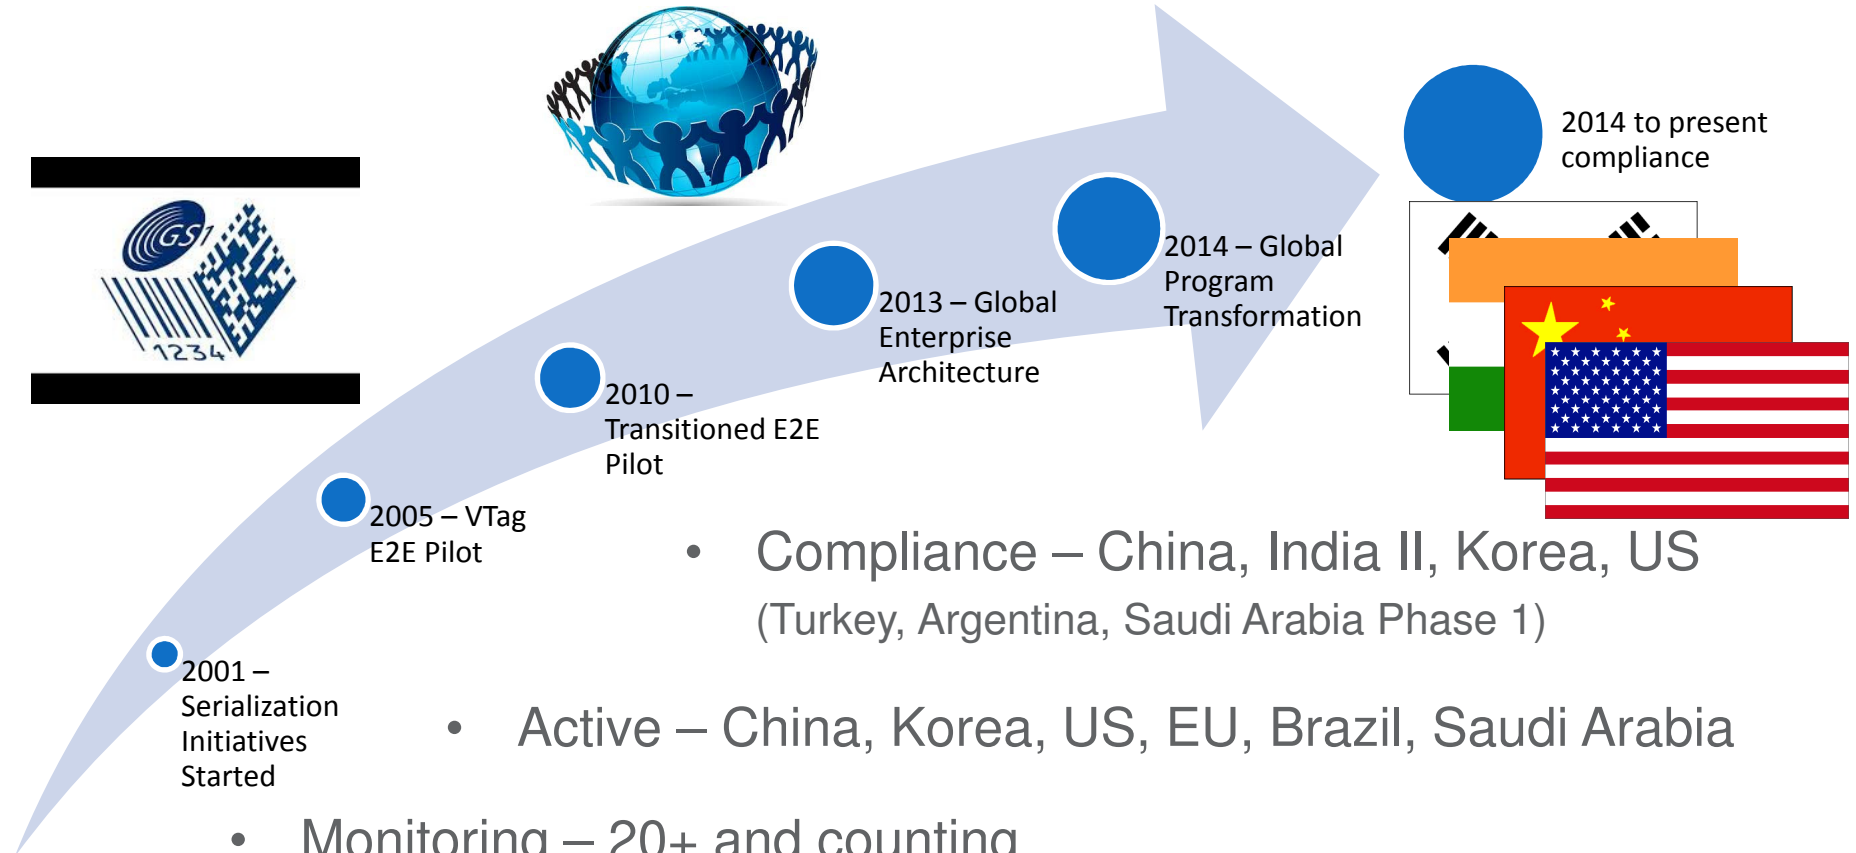 GS1
1234
2014 to present
compliance
2014 – Global
Program
Transformation
2013 – Global
Enterprise
Architecture
2010 –
Transitioned E2E
Pilot
2005 – VTag
E2E Pilot
2001 –
Serialization
Initiatives
Started
• Compliance – China, India II, Korea, US
(Turkey, Argentina, Saudi Arabia Phase 1)
• Active – China, Korea, US, EU, Brazil, Saudi Arabia
• Monitoring – 20+ and counting